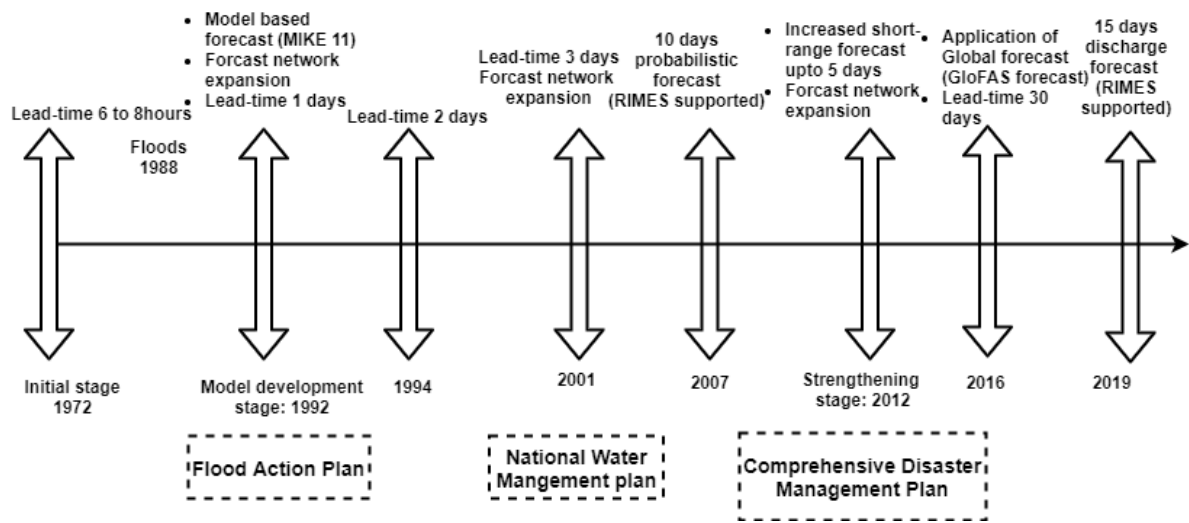 Lead-time 6 to 8hours
Floods
1988
• Model based
forecast (MIKE 11)
• Forcast network
expansion
• Lead-time 1 days
Lead-time 2 days
Lead-time 3 days
Forcast network
expansion
10 days
probabilistic
forecast
(RIMES supported)
• Increased short-
range forecast
upto 5 days
• Forcast network
expansion
• Application of
Global forecast
(GloFAS forecast)
• Lead-time 30
days
15 days
discharge
forecast
(RIMES
supported)
Initial stage
1972
Model development
stage: 1992
1994
2001
2007
Strengthening
stage: 2012
2016
2019
Flood Action Plan
National Water
Mangement plan
Comprehensive Disaster
Management Plan